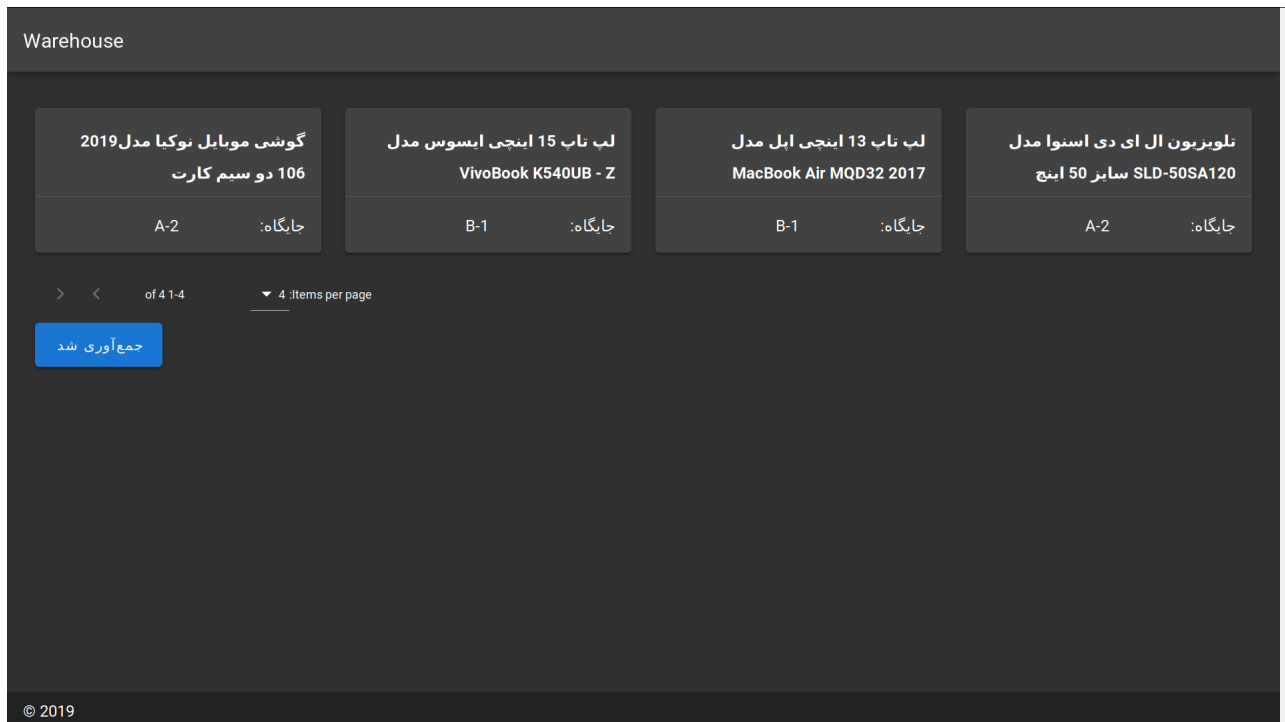 Warehouse
تلویزیون ال ای دی اسنوا مدل
SLD-50SA120 سایز 50 اینچ
جایگاه: A-2
لپ تاپ 13 اینچی اپل مدل
MacBook Air MQD32 2017
جایگاه: B-1
لپ تاپ 15 اینچی ایسوس مدل
VivoBook K540UB - Z
جایگاه: B-1
گوشی موبایل نوکیا مدل2019
106 دو سیم کارت
جایگاه: A-2
Items per page: 4
1-4 of 4
جمع‌آوری شد
© 2019